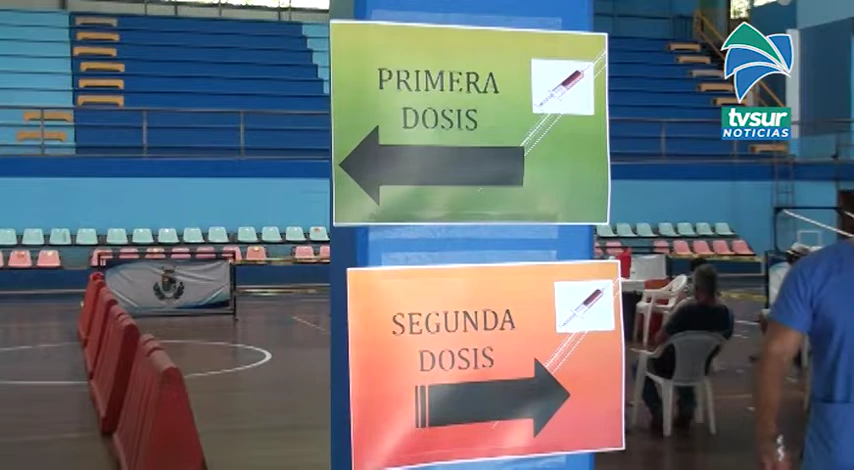 PRIMERA
DOSIS
SEGUNDA
DOSIS
tvsur
NOTICIAS